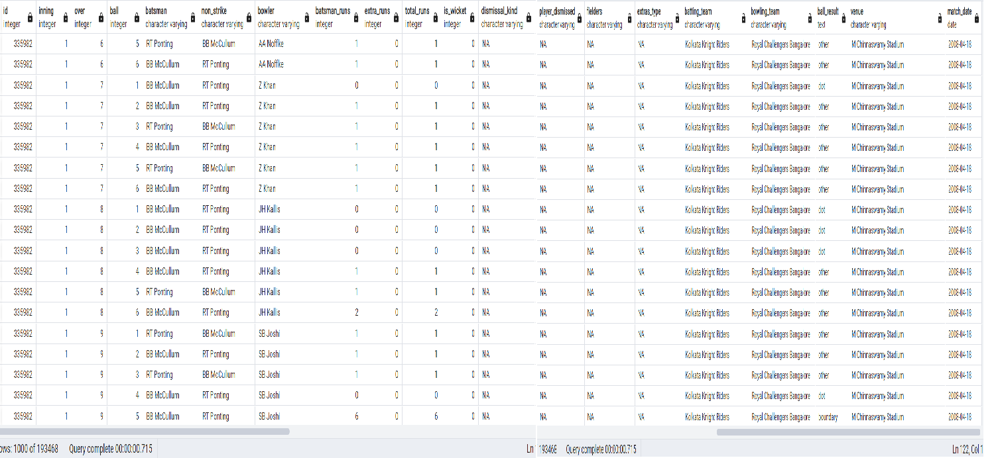 id inning over ball batsman non_strike bowler batsman_runs extra_runs total_runs is_wicket dismissal_kind player_dismissed fielders extras_type batting_team bowling_team ball_result venue match_date
integer integer integer integer character varying character varying character varying integer integer integer integer character varying character varying character varying character varying character varying character varying text character varying date
335982 1 6 5 RT Ponting BB McCullum AA Noffke 1 0 1 0 NA NA NA NA Kolkata Knight Riders Royal Challengers Bangalore other M Chinnaswamy Stadium 2008-04-18
335982 1 6 6 BB McCullum RT Ponting AA Noffke 1 0 1 0 NA NA NA NA Kolkata Knight Riders Royal Challengers Bangalore other M Chinnaswamy Stadium 2008-04-18
335982 1 7 1 BB McCullum RT Ponting Z Khan 0 0 0 0 NA NA NA NA Kolkata Knight Riders Royal Challengers Bangalore dot M Chinnaswamy Stadium 2008-04-18
335982 1 7 2 BB McCullum RT Ponting Z Khan 1 0 1 0 NA NA NA NA Kolkata Knight Riders Royal Challengers Bangalore other M Chinnaswamy Stadium 2008-04-18
335982 1 7 3 RT Ponting BB McCullum Z Khan 1 0 1 0 NA NA NA NA Kolkata Knight Riders Royal Challengers Bangalore other M Chinnaswamy Stadium 2008-04-18
335982 1 7 4 BB McCullum RT Ponting Z Khan 1 0 1 0 NA NA NA NA Kolkata Knight Riders Royal Challengers Bangalore other M Chinnaswamy Stadium 2008-04-18
335982 1 7 5 RT Ponting BB McCullum Z Khan 1 0 1 0 NA NA NA NA Kolkata Knight Riders Royal Challengers Bangalore other M Chinnaswamy Stadium 2008-04-18
335982 1 7 6 BB McCullum RT Ponting Z Khan 1 0 1 0 NA NA NA NA Kolkata Knight Riders Royal Challengers Bangalore other M Chinnaswamy Stadium 2008-04-18
335982 1 8 1 BB McCullum RT Ponting JH Kallis 0 0 0 0 NA NA NA NA Kolkata Knight Riders Royal Challengers Bangalore dot M Chinnaswamy Stadium 2008-04-18
335982 1 8 2 BB McCullum RT Ponting JH Kallis 0 0 0 0 NA NA NA NA Kolkata Knight Riders Royal Challengers Bangalore dot M Chinnaswamy Stadium 2008-04-18
335982 1 8 3 BB McCullum RT Ponting JH Kallis 0 0 0 0 NA NA NA NA Kolkata Knight Riders Royal Challengers Bangalore dot M Chinnaswamy Stadium 2008-04-18
335982 1 8 4 BB McCullum RT Ponting JH Kallis 1 0 1 0 NA NA NA NA Kolkata Knight Riders Royal Challengers Bangalore other M Chinnaswamy Stadium 2008-04-18
335982 1 8 5 RT Ponting BB McCullum JH Kallis 1 0 1 0 NA NA NA NA Kolkata Knight Riders Royal Challengers Bangalore other M Chinnaswamy Stadium 2008-04-18
335982 1 8 6 BB McCullum RT Ponting JH Kallis 2 0 2 0 NA NA NA NA Kolkata Knight Riders Royal Challengers Bangalore other M Chinnaswamy Stadium 2008-04-18
335982 1 9 1 RT Ponting BB McCullum SB Joshi 1 0 1 0 NA NA NA NA Kolkata Knight Riders Royal Challengers Bangalore other M Chinnaswamy Stadium 2008-04-18
335982 1 9 2 BB McCullum RT Ponting SB Joshi 1 0 1 0 NA NA NA NA Kolkata Knight Riders Royal Challengers Bangalore other M Chinnaswamy Stadium 2008-04-18
335982 1 9 3 RT Ponting BB McCullum SB Joshi 1 0 1 0 NA NA NA NA Kolkata Knight Riders Royal Challengers Bangalore other M Chinnaswamy Stadium 2008-04-18
335982 1 9 4 BB McCullum RT Ponting SB Joshi 0 0 0 0 NA NA NA NA Kolkata Knight Riders Royal Challengers Bangalore dot M Chinnaswamy Stadium 2008-04-18
335982 1 9 5 BB McCullum RT Ponting SB Joshi 6 0 6 0 NA NA NA NA Kolkata Knight Riders Royal Challengers Bangalore boundary M Chinnaswamy Stadium 2008-04-18
ows: 1000 of 193468 Query complete 00:00:00.715 Ln 193468 Query complete 00:00:00.715 Ln 122, Col 1